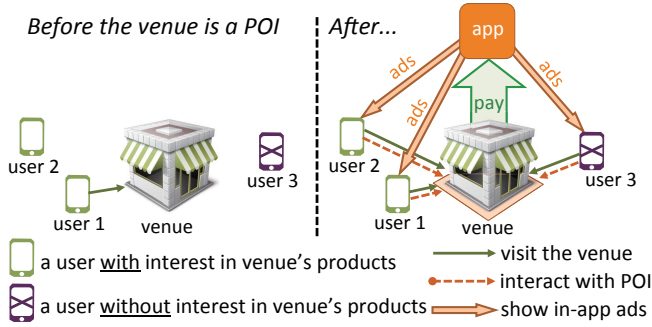 Before the venue is a POI
After...
app
ads
ads
ads
pay
user 2
user 3
user 1
venue
user 2
user 3
user 1
venue
a user with interest in venue's products
a user without interest in venue's products
visit the venue
interact with POI
show in-app ads